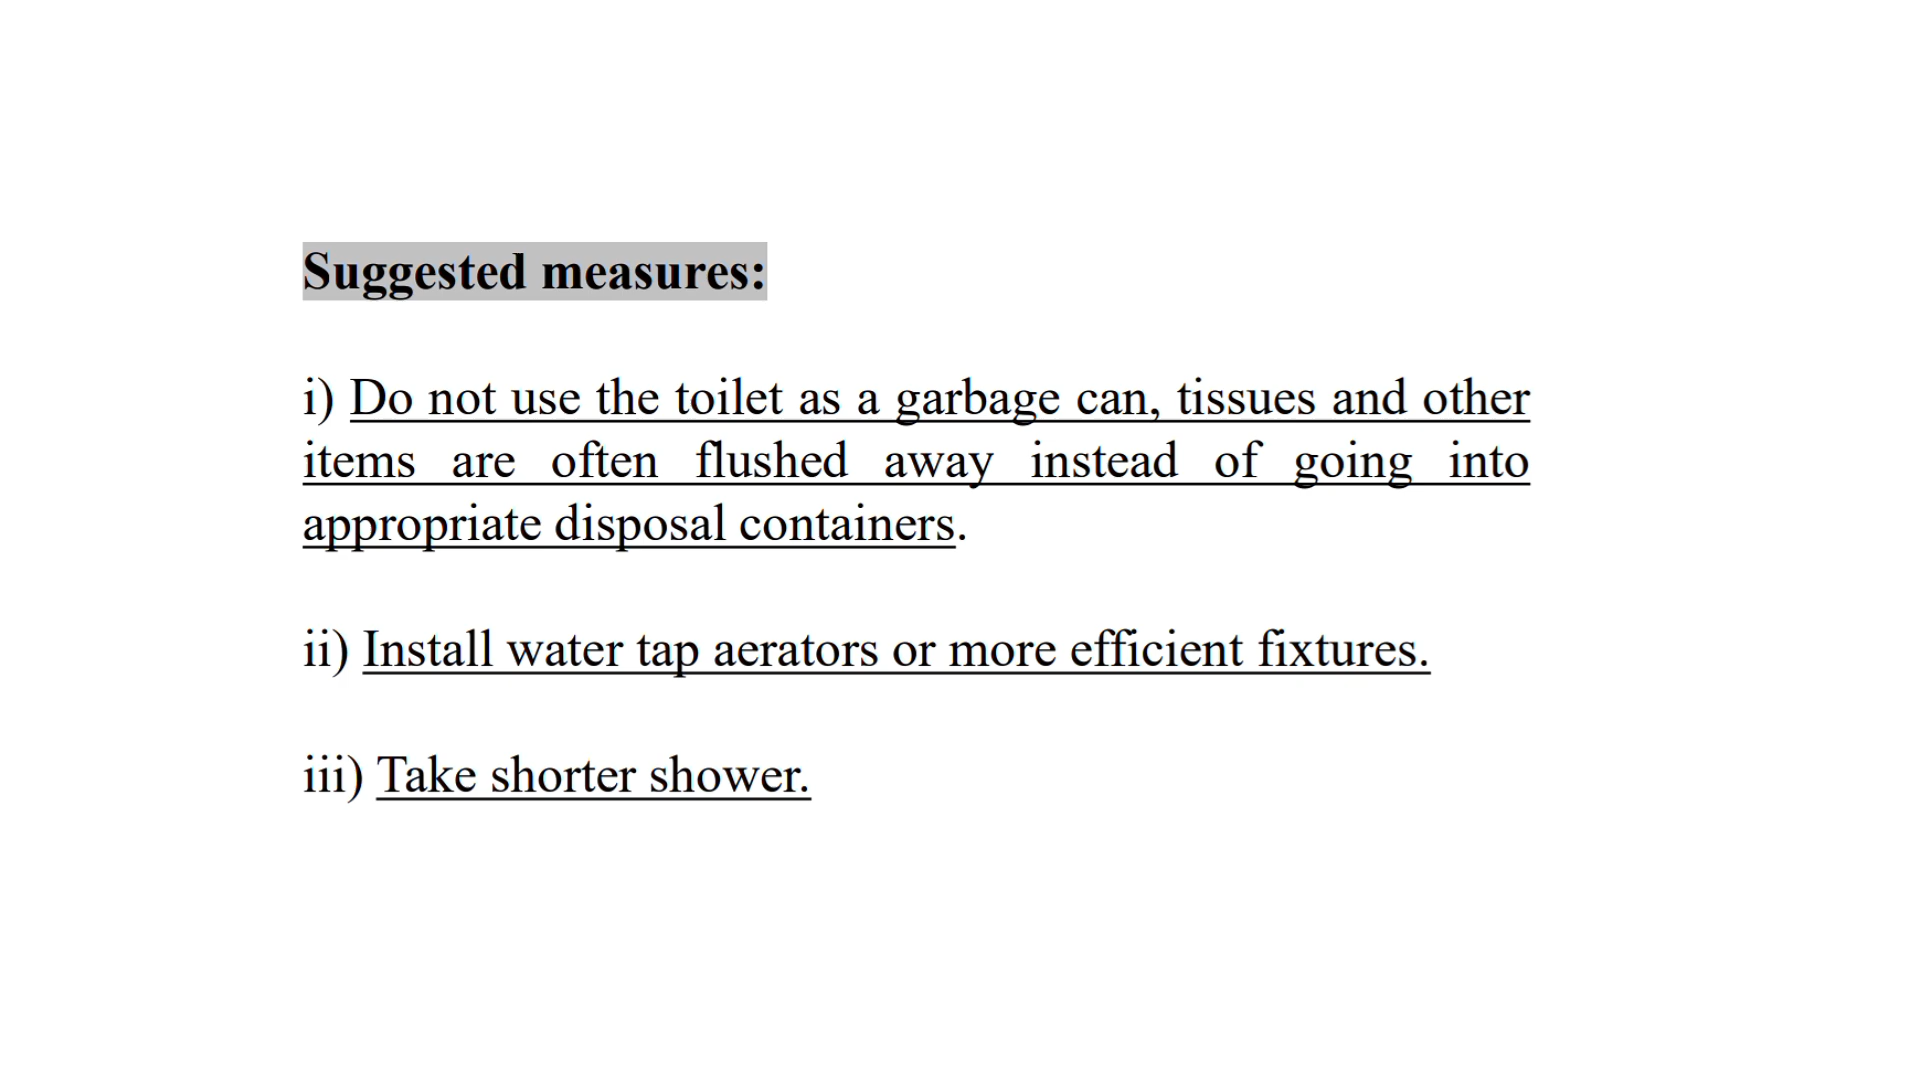 Suggested measures:
i) Do not use the toilet as a garbage can, tissues and other
items are often flushed away instead of going into
appropriate disposal containers.
ii) Install water tap aerators or more efficient fixtures.
iii) Take shorter shower.